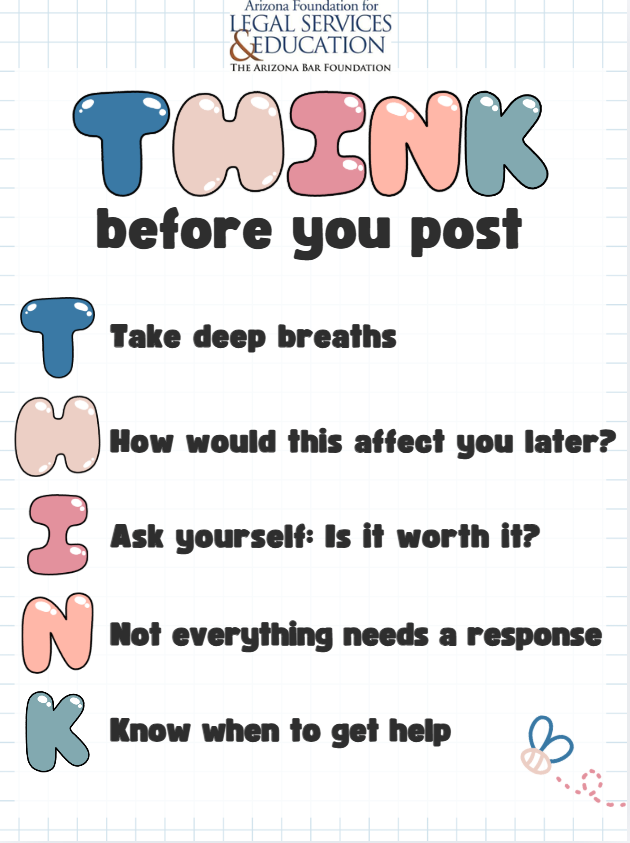 Arizona Foundation for
LEGAL SERVICES
&EDUCATION
THE ARIZONA BAR FOUNDATION
THINK
before you post
T Take deep breaths
H How would this affect you later?
I Ask yourself: Is it worth it?
N Not everything needs a response
K Know when to get help